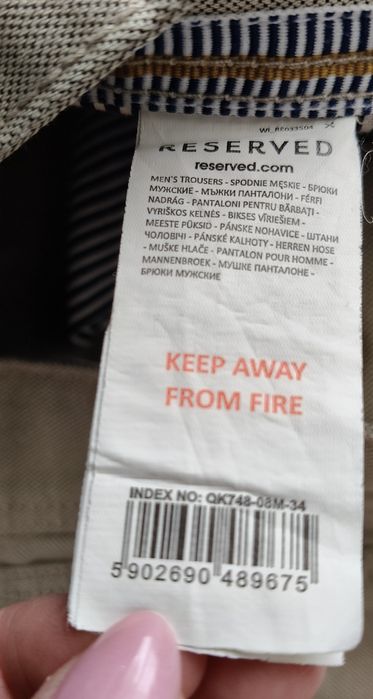 RESERVED
reserved.com
MEN'S TROUSERS - SPODNIE MĘSKIE - БРЮКИ
МУЖСКИЕ - МЪЖКИ ПАНТАЛОНИ - FÉRFI
NADRÁG - PANTALONI PENTRU BĂRBAȚI -
VYRIŠKOS KELNĖS - BIKSES VĪRIEŠIEM -
MEESTE PÜKSID - PÁNSKE NOHAVICE - ШТАНИ
ЧОЛОВІЧІ - PÁNSKÉ KALHOTY - HERREN HOSE
- MUŠKE HLAČE - PANTALON POUR HOMME -
MANNENBROEK - МУШКЕ ПАНТАЛОНЕ -
БРЮКИ МУЖСКИЕ
KEEP AWAY
FROM FIRE
INDEX NO: QK748-08M-34
5 902690 489675